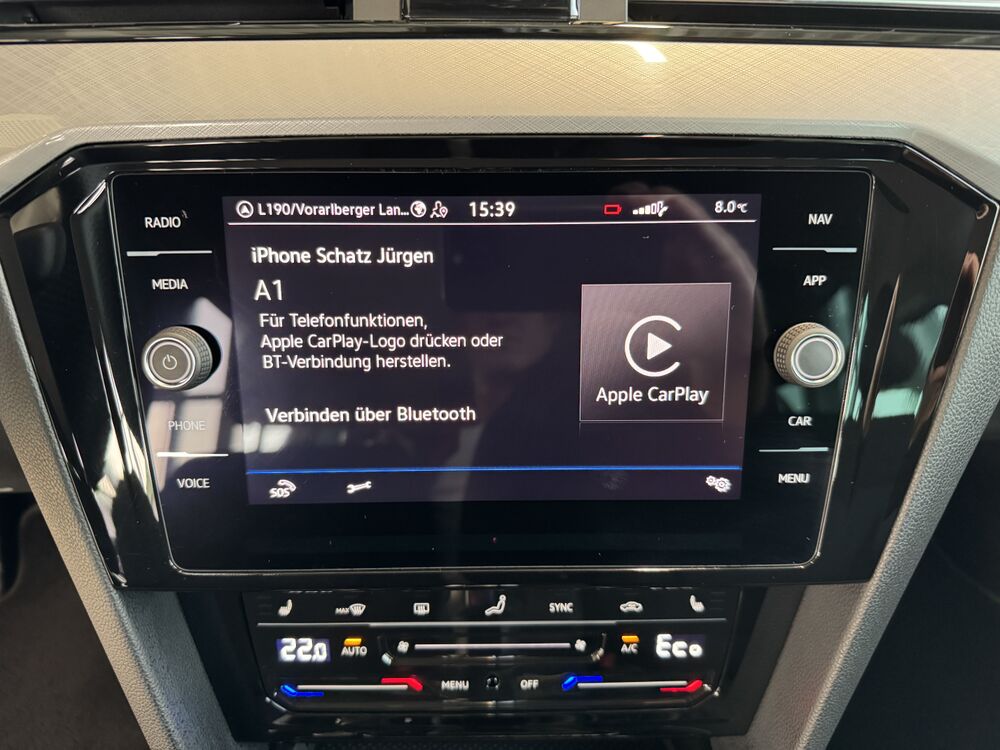 L190/Vorarlberger Lan... 15:39 8.0°C
RADIO
MEDIA
PHONE
VOICE
iPhone Schatz Jürgen
A1
Für Telefonfunktionen,
Apple CarPlay-Logo drücken oder
BT-Verbindung herstellen.
Verbinden über Bluetooth
Apple CarPlay
SOS
NAV
APP
CAR
MENU
MAX SYNC
22.0 AUTO A/C Eco
MENU OFF